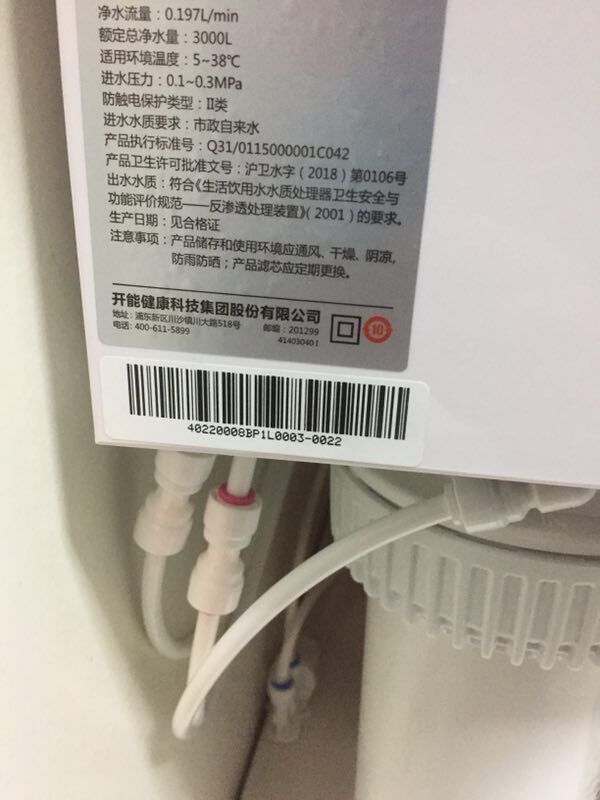 净水流量：0.197L/min
额定总净水量：3000L
适用环境温度：5~38℃
进水压力：0.1~0.3MPa
防触电保护类型：II类
进水水质要求：市政自来水
产品执行标准号：Q31/0115000001C042
产品卫生许可批准文号：沪卫水字（2018）第0106号
出水水质：符合《生活饮用水水质处理器卫生安全与
功能评价规范——反渗透处理装置》（2001）的要求。
生产日期：见合格证
注意事项：产品储存和使用环境应通风、干燥、阴凉，
防雨防晒；产品滤芯应定期更换。
开能健康科技集团股份有限公司
地址：浦东新区川沙镇川大路518号
电话：400-611-5899 邮编：201299
41403040 I
10
40220008BP1L0003-0022